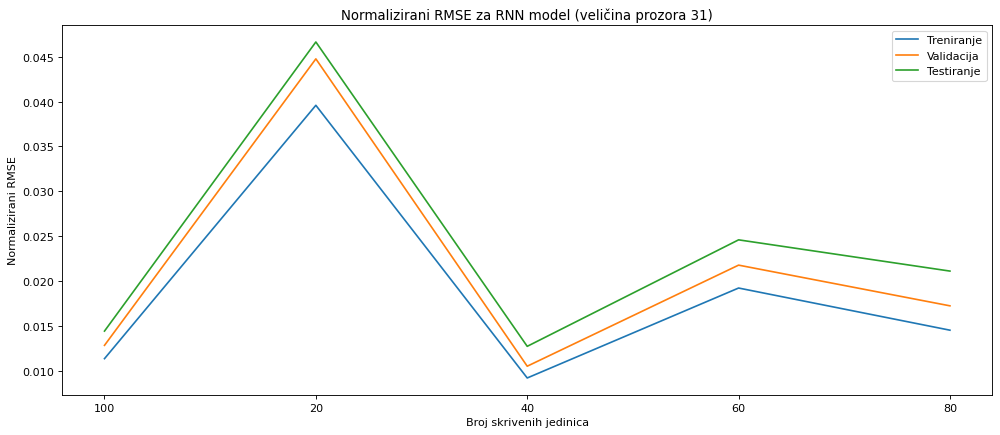 Normalizirani RMSE za RNN model (veličina prozora 31)
Treniranje
Validacija
Testiranje
Normalizirani RMSE
0.045
0.040
0.035
0.030
0.025
0.020
0.015
0.010
100 20 40 60 80
Broj skrivenih jedinica